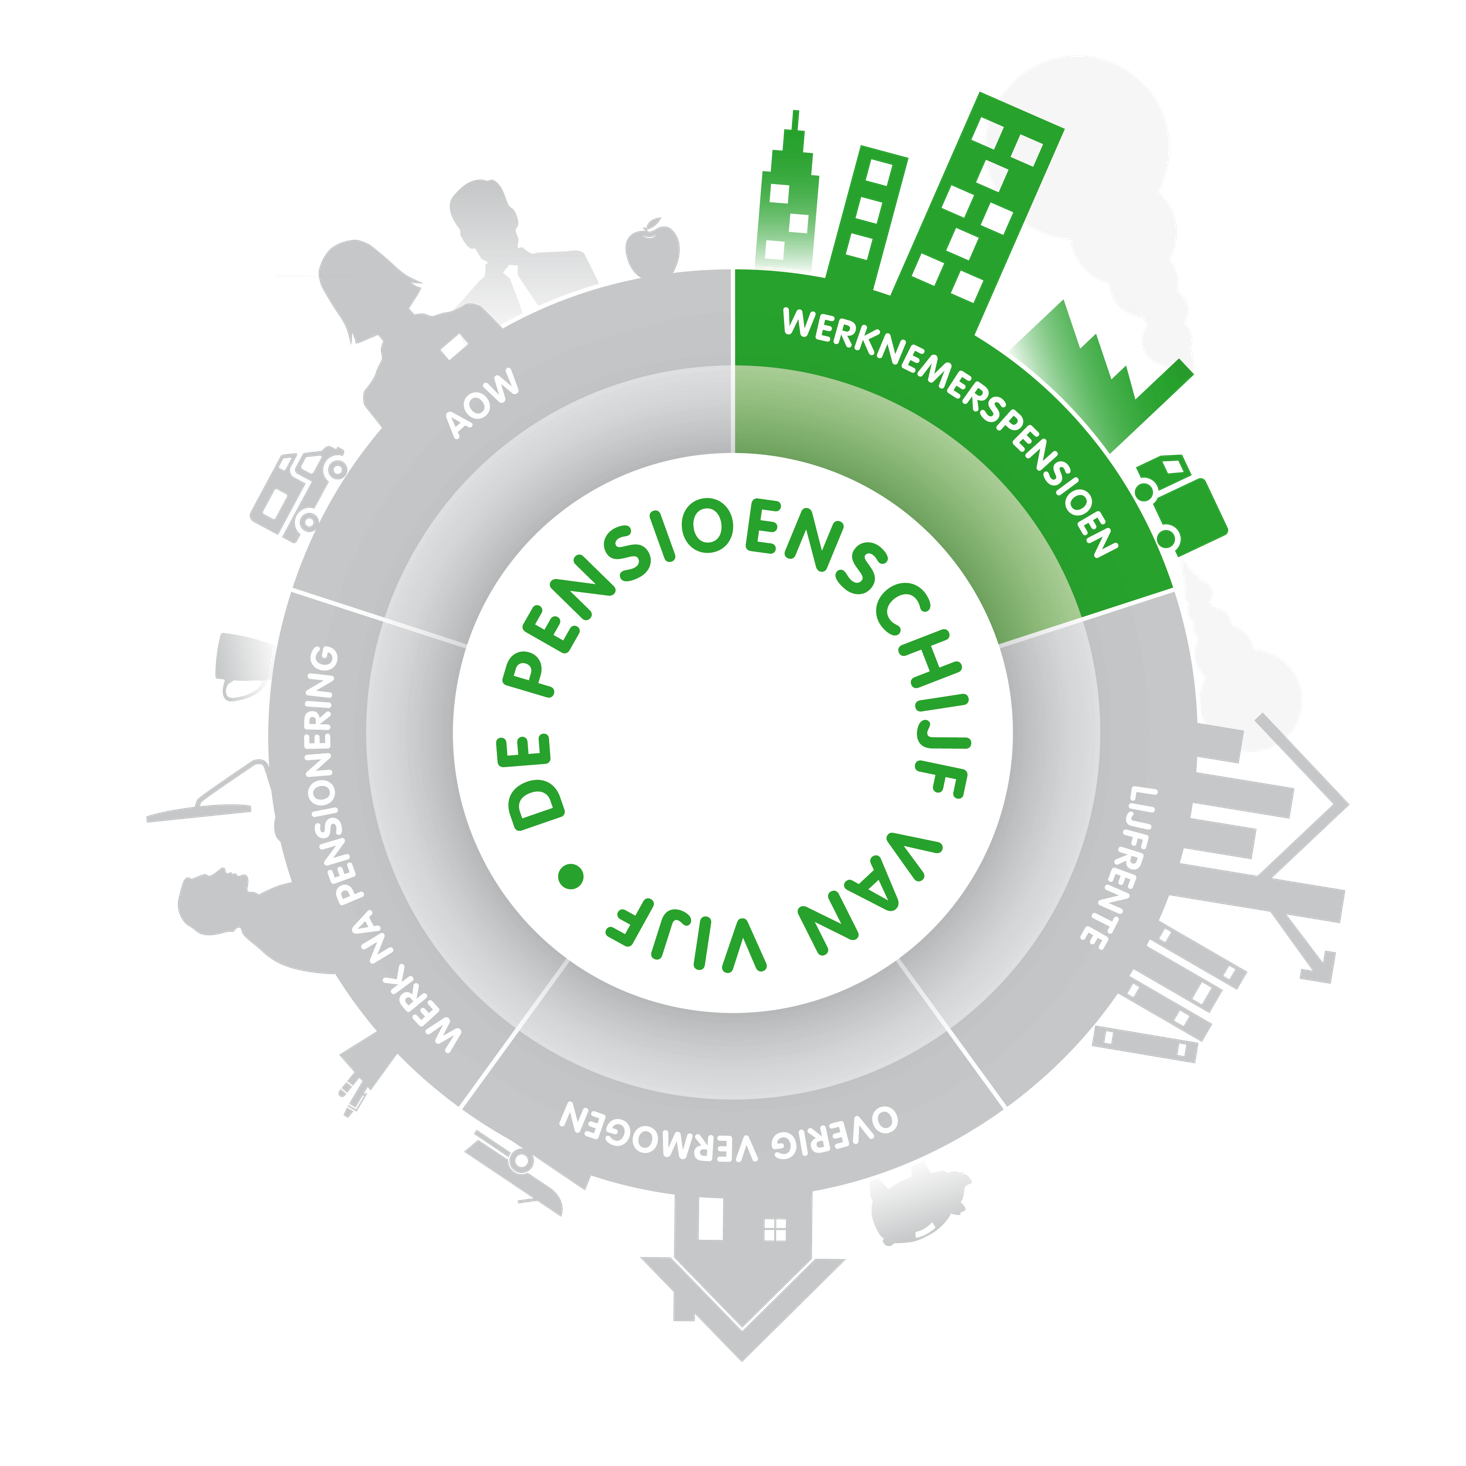 DE PENSIOENSCHIJF VAN VIJF •
WERKNEMERSPENSIOEN
LIJFRENTE
OVERIG VERMOGEN
WERK NA PENSIONERING
AOW